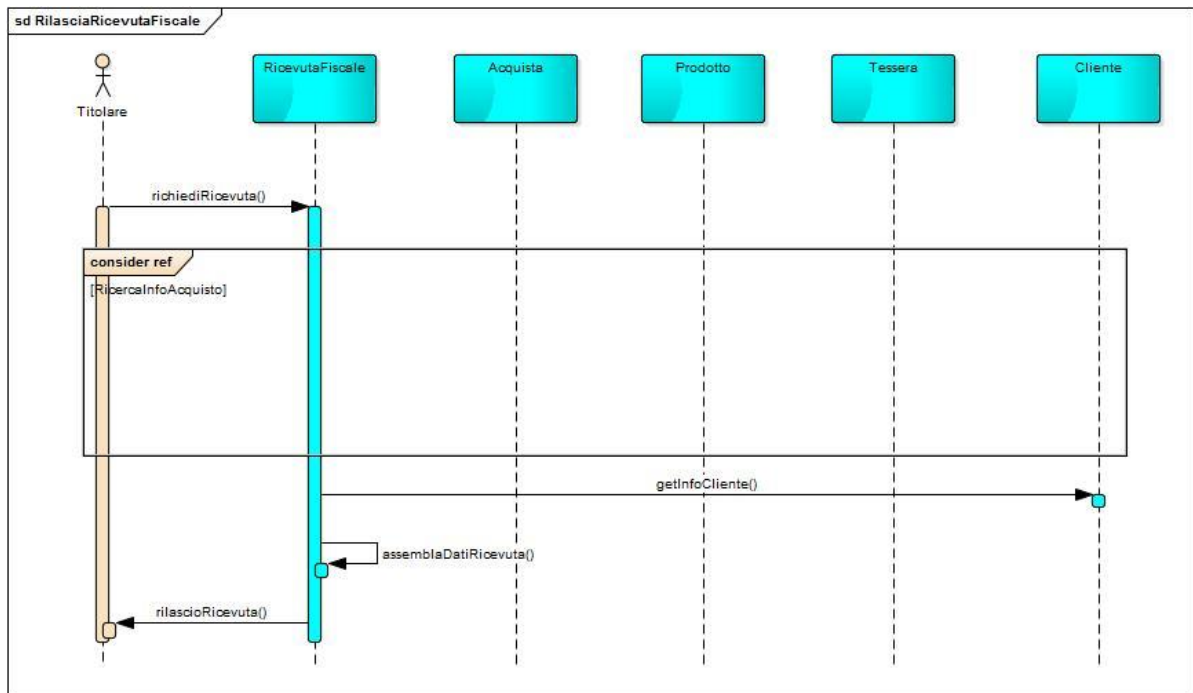 sd RilasciaRicevutaFiscale
Titolare
RicevutaFiscale
Acquista
Prodotto
Tessera
Cliente
richiediRicevuta()
consider ref
[RicercaInfoAcquisto]
getInfoCliente()
assemblaDatiRicevuta()
rilascioRicevuta()